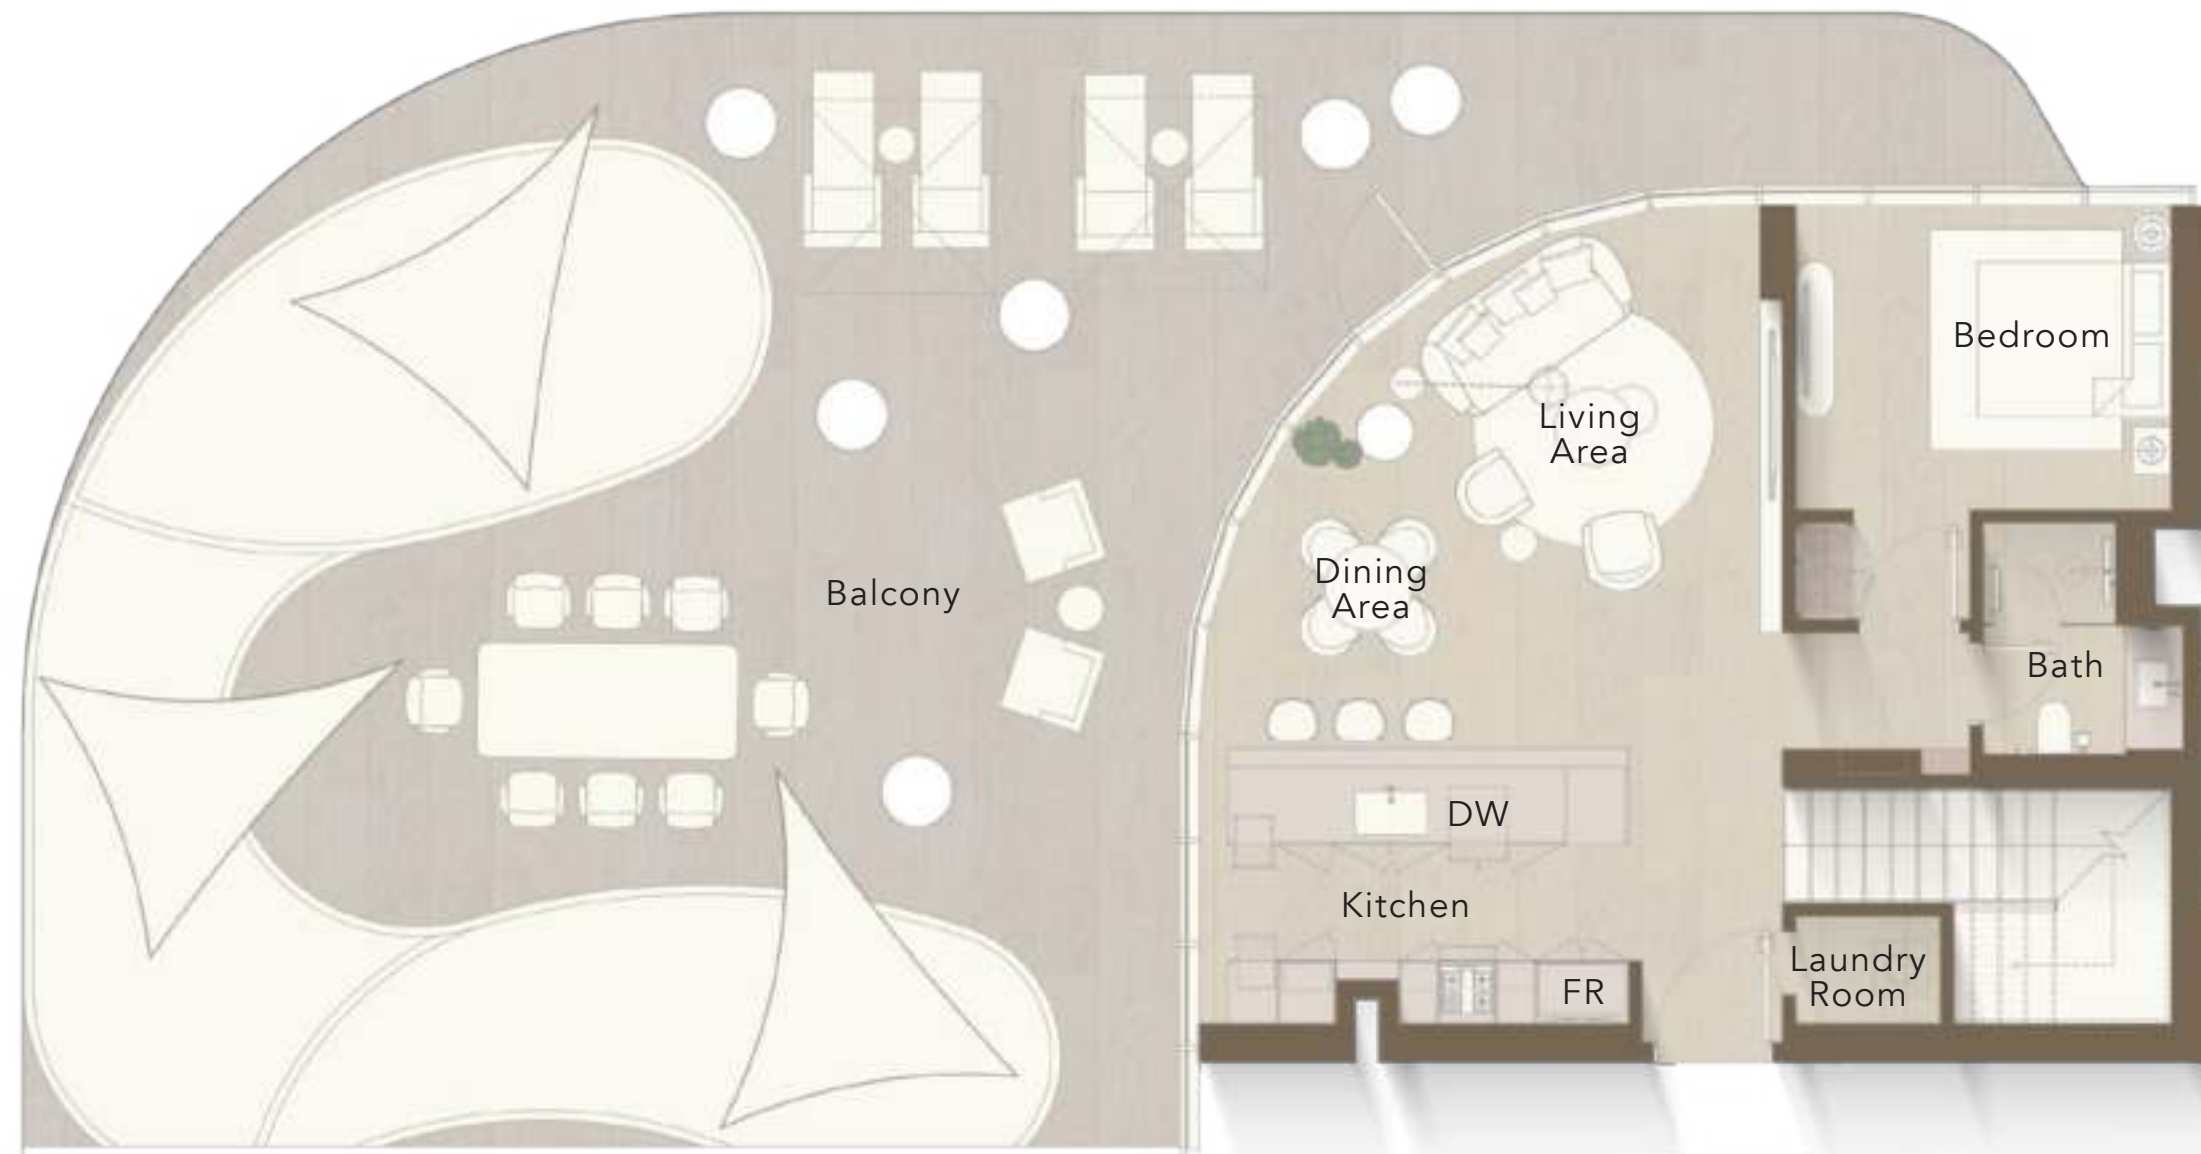 Bedroom
Living
Area
Dining
Area
Balcony
Bath
DW
Kitchen
Laundry
Room
FR